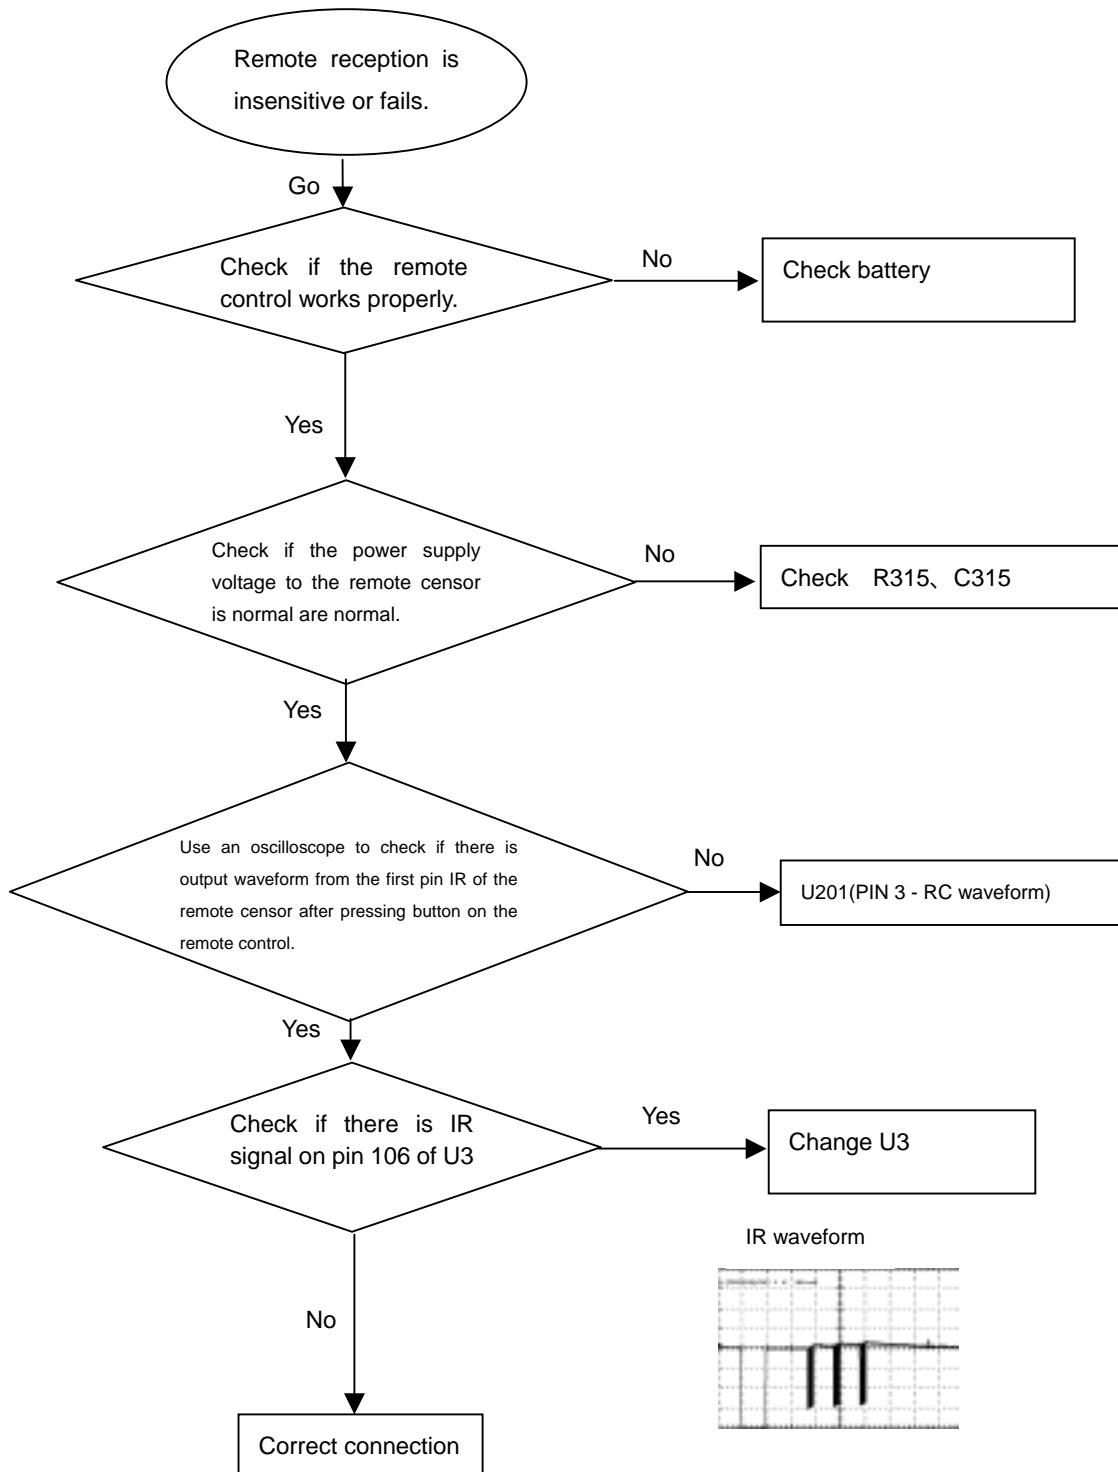 Remote reception is
insensitive or fails.
Go
Check if the remote
control works properly.
No
Check battery
Yes
Check if the power supply
voltage to the remote censor
is normal are normal.
No
Check R315、C315
Yes
Use an oscilloscope to check if there is
output waveform from the first pin IR of the
remote censor after pressing button on the
remote control.
No
U201(PIN 3 - RC waveform)
Yes
Check if there is IR
signal on pin 106 of U3
Yes
Change U3
IR waveform
No
Correct connection